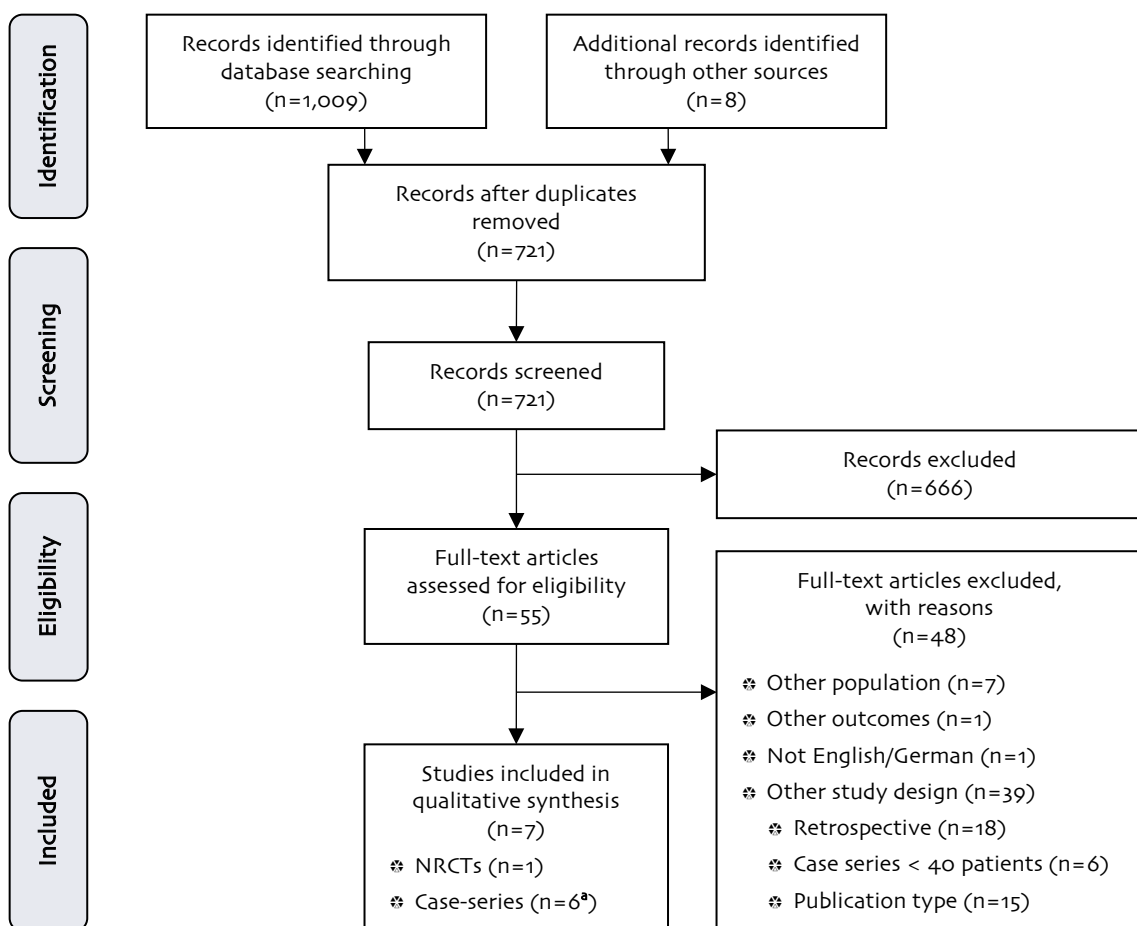 Identification
Records identified through
database searching
(n=1,009)
Additional records identified
through other sources
(n=8)
Records after duplicates
removed
(n=721)
Screening
Records screened
(n=721)
Records excluded
(n=666)
Eligibility
Full-text articles
assessed for eligibility
(n=55)
Full-text articles excluded,
with reasons
(n=48)
Other population (n=7)
Other outcomes (n=1)
Not English/German (n=1)
Other study design (n=39)
Retrospective (n=18)
Case series < 40 patients (n=6)
Publication type (n=15)
Included
Studies included in
qualitative synthesis
(n=7)
NRCTs (n=1)
Case-series (n=6ª)